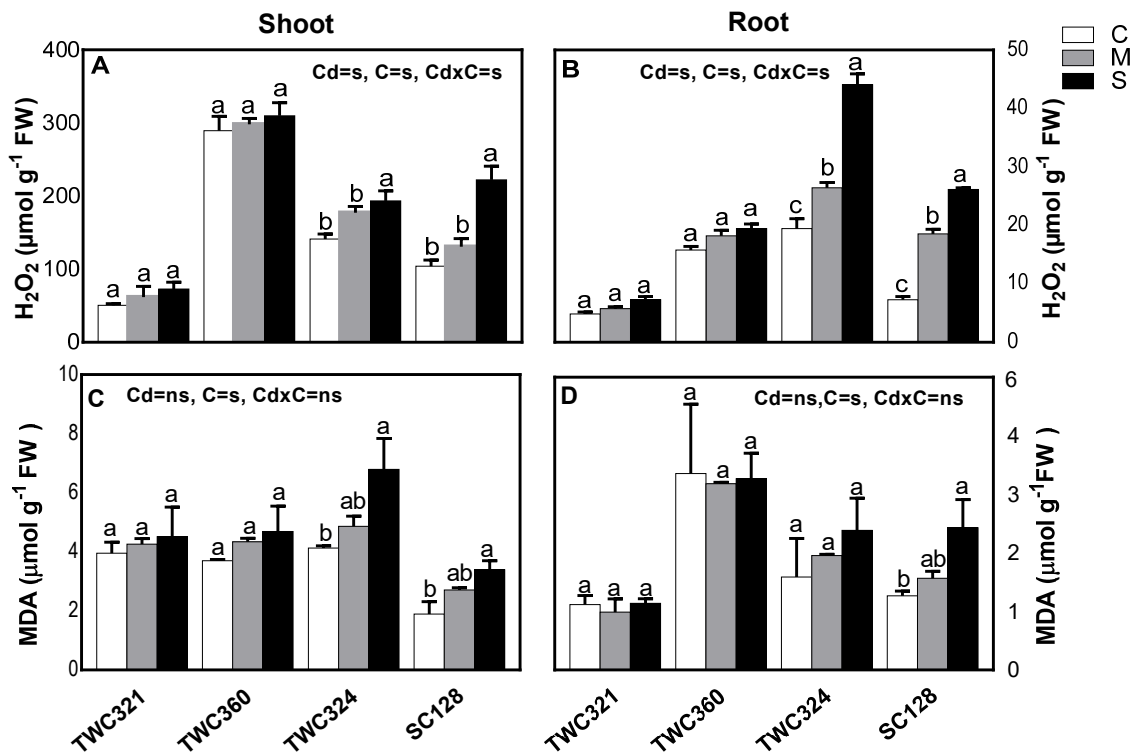 Shoot
Root
C
M
S
A
Cd=s, C=s, CdxC=s
B
Cd=s, C=s, CdxC=s
H2O2 (µmol g-1 FW)
400
300
200
100
0
a a a
a a a
b b a
b b a
a a a
a a a
c b a
c b a
50
40
30
20
10
0
H2O2 (µmol g-1 FW)
C
Cd=ns, C=s, CdxC=ns
D
Cd=ns,C=s, CdxC=ns
MDA (µmol g-1 FW )
10
8
6
4
2
0
a a a
a a a
b ab a
b ab a
a a a
a a a
a a a
b ab a
6
4
3
2
1
0
MDA (µmol g-1FW )
TWC321
TWC360
TWC324
SC128
TWC321
TWC360
TWC324
SC128